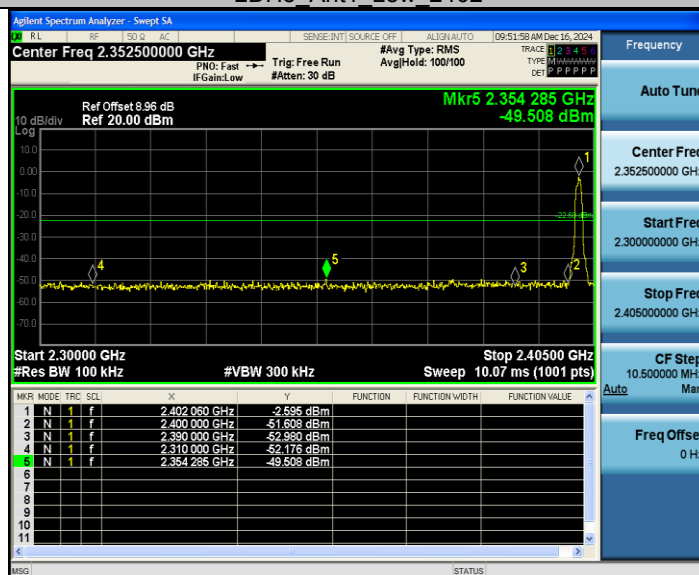 Agilent Spectrum Analyzer - Swept SA
RL RF 50 Ω AC SENSE:INT SOURCE OFF ALIGN AUTO 09:51:58 AM Dec 16, 2024
Center Freq 2.352500000 GHz
PNO: Fast
IFGain:Low
Trig: Free Run
#Atten: 30 dB
#Avg Type: RMS
Avg|Hold: 100/100
TRACE 1 2 3 4 5 6
TYPE M
DET P P P P P P
Frequency
Ref Offset 8.96 dB
Ref 20.00 dBm
10 dB/div
Log
Mkr5 2.354 285 GHz
-49.508 dBm
10.0
0.00
-10.0
-20.0
-30.0
-40.0
-50.0
-60.0
-70.0
1
2
3
4
5
Start 2.30000 GHz
Stop 2.40500 GHz
#Res BW 100 kHz
#VBW 300 kHz
Sweep 10.07 ms (1001 pts)
MKR MODE TRC SCL X Y FUNCTION FUNCTION WIDTH FUNCTION VALUE
1 N 1 f 2.402 060 GHz -2.595 dBm
2 N 1 f 2.400 000 GHz -51.608 dBm
3 N 1 f 2.390 000 GHz -52.980 dBm
4 N 1 f 2.310 000 GHz -52.176 dBm
5 N 1 f 2.354 285 GHz -49.508 dBm
6
7
8
9
10
11
MSG
STATUS
Auto Tune
Center Freq
2.352500000 GHz
Start Freq
2.300000000 GHz
Stop Freq
2.405000000 GHz
CF Step
10.500000 MHz
Auto Man
Freq Offset
0 Hz